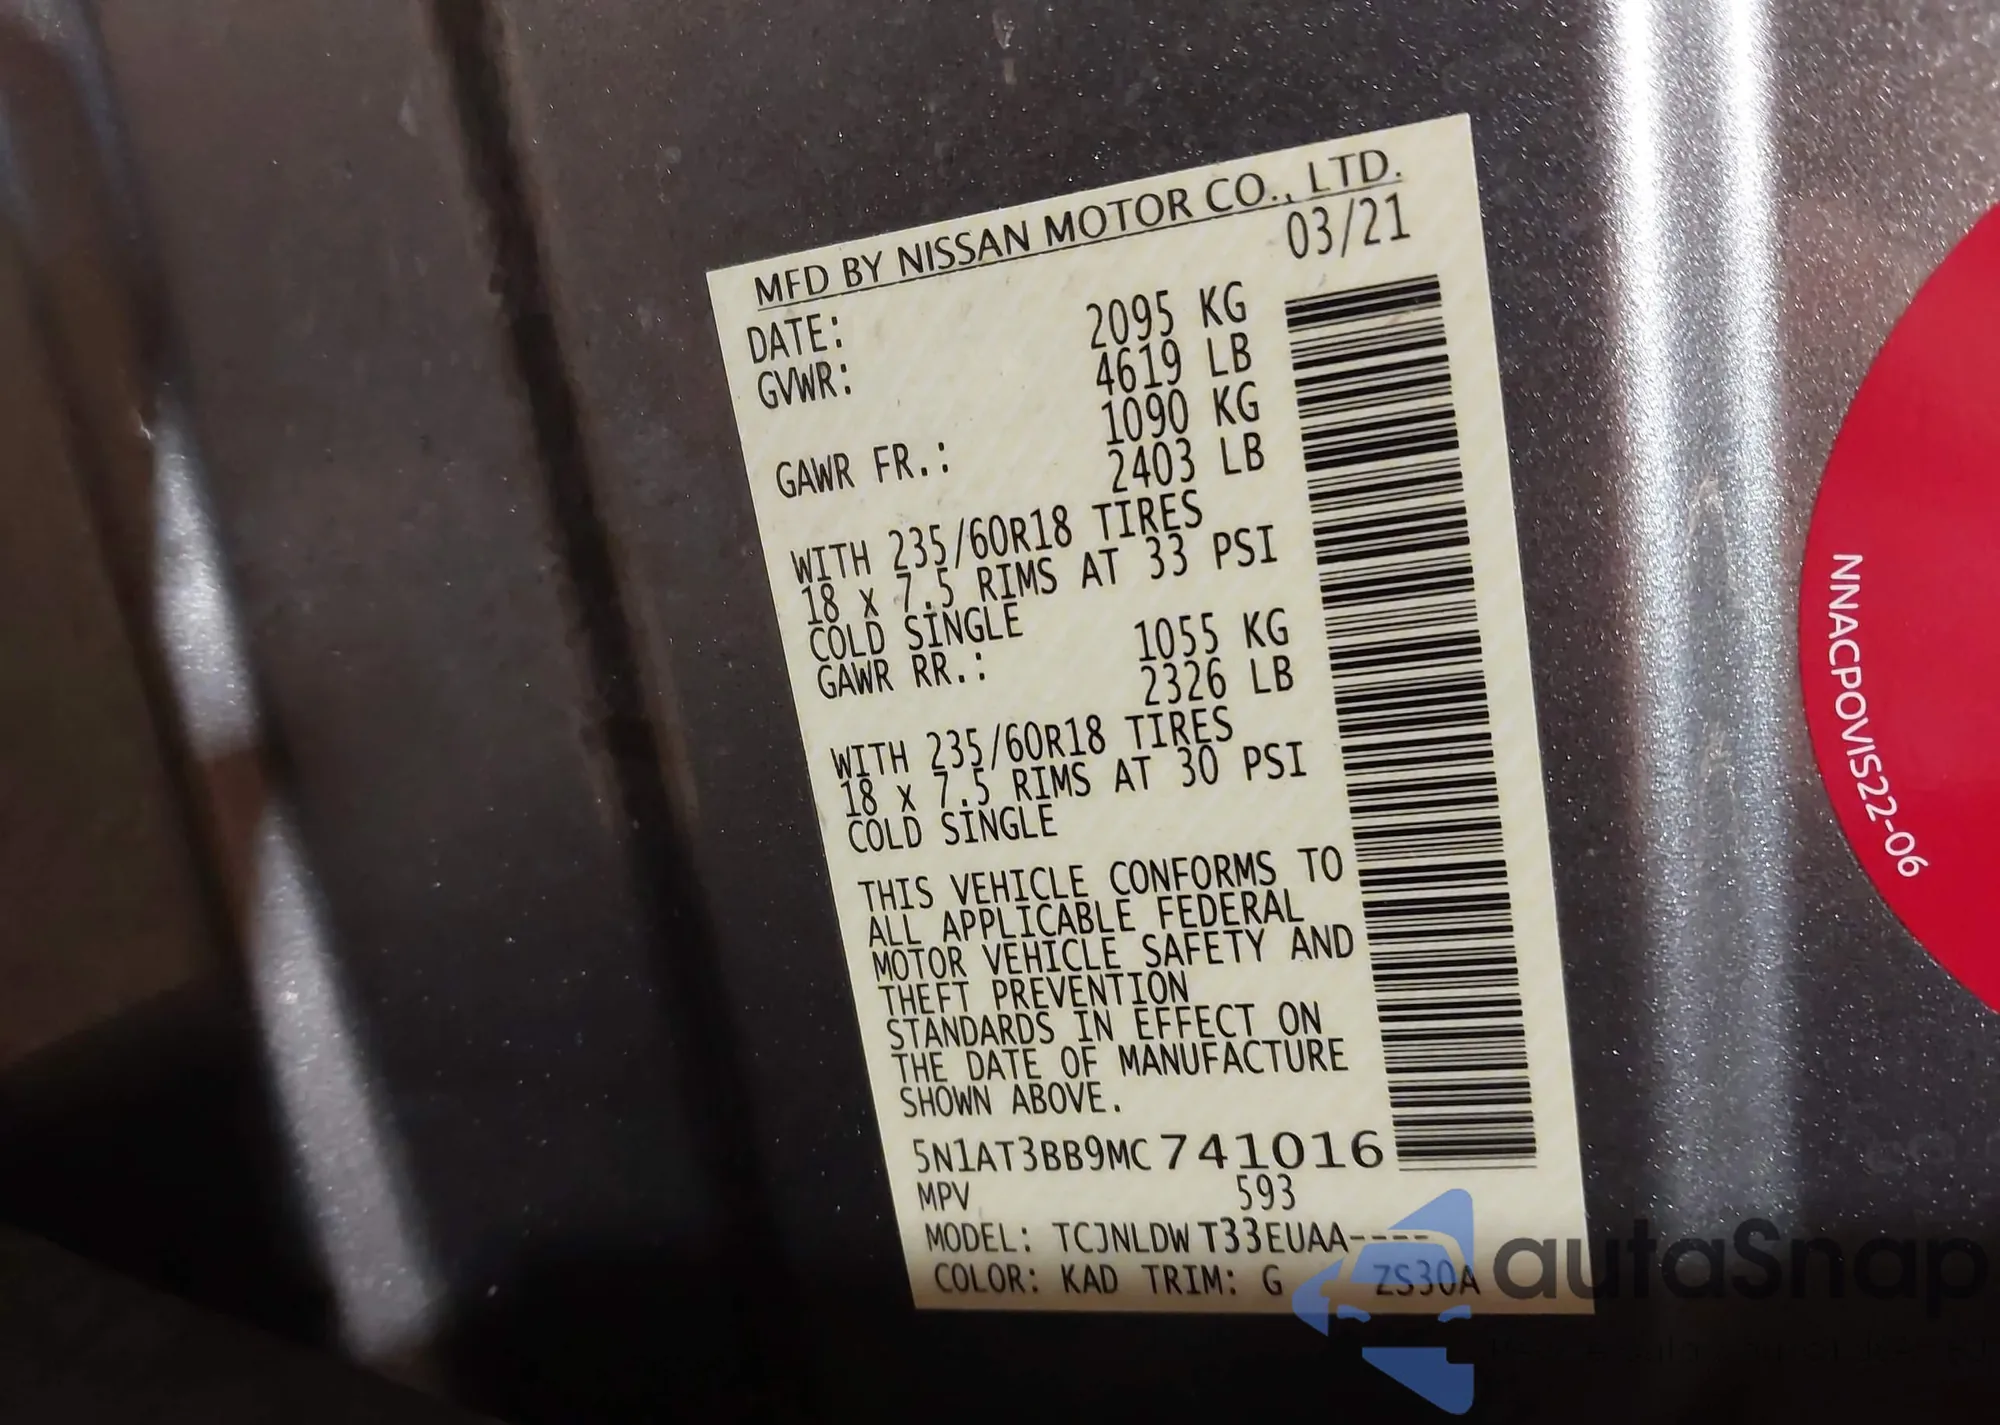 MFD BY NISSAN MOTOR CO., LTD.
DATE: 03/21
GVWR: 2095 KG
4619 LB
GAWR FR.: 1090 KG
2403 LB
WITH 235/60R18 TIRES
18 x 7.5 RIMS AT 33 PSI
COLD SINGLE
GAWR RR.: 1055 KG
2326 LB
WITH 235/60R18 TIRES
18 x 7.5 RIMS AT 30 PSI
COLD SINGLE
THIS VEHICLE CONFORMS TO
ALL APPLICABLE FEDERAL
MOTOR VEHICLE SAFETY AND
THEFT PREVENTION
STANDARDS IN EFFECT ON
THE DATE OF MANUFACTURE
SHOWN ABOVE.
5N1AT3BB9MC741016
MPV 593
MODEL: TCJNLDW T33EUAA----
COLOR: KAD TRIM: G ZS30A
NNACPOVIS22-06
autaSnap